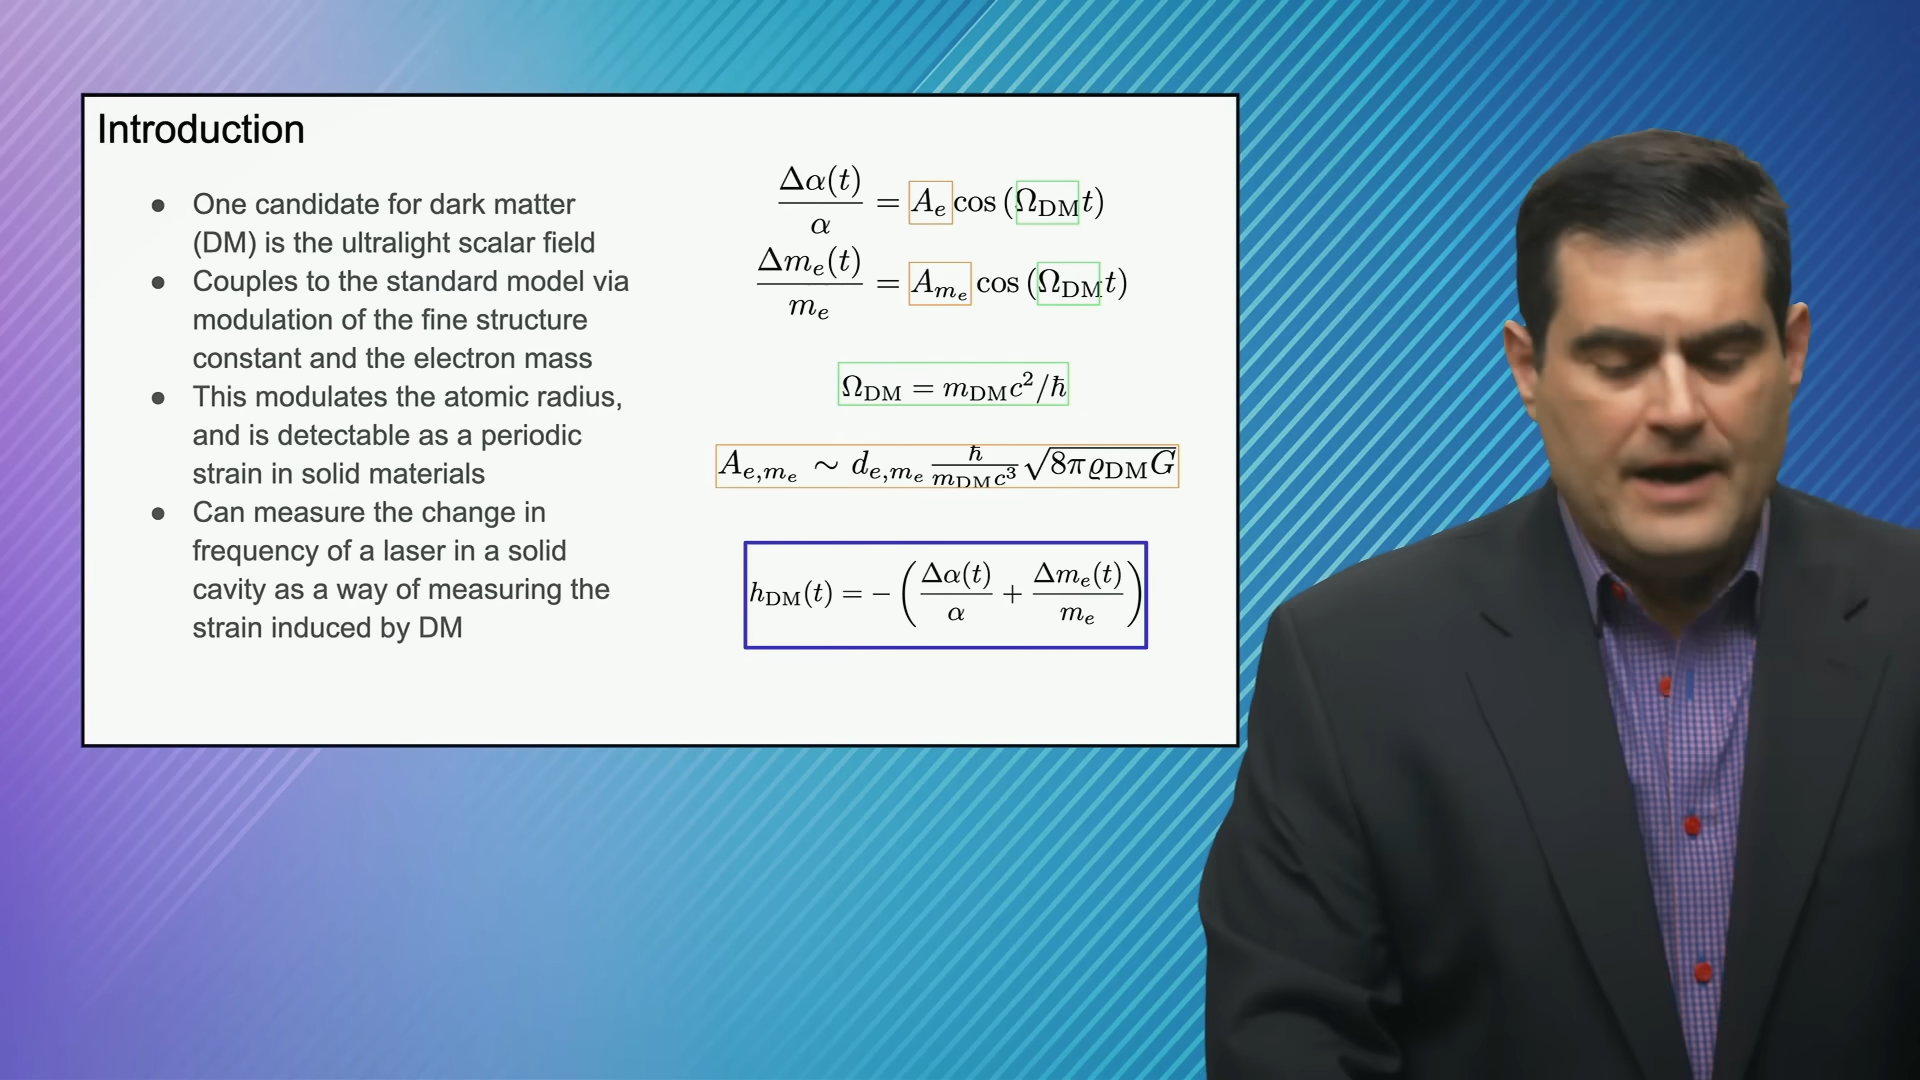 Introduction
● One candidate for dark matter
(DM) is the ultralight scalar field
● Couples to the standard model via
modulation of the fine structure
constant and the electron mass
● This modulates the atomic radius,
and is detectable as a periodic
strain in solid materials
● Can measure the change in
frequency of a laser in a solid
cavity as a way of measuring the
strain induced by DM
Δα(t)/α = A_e cos (Ω_DM t)
Δm_e(t)/m_e = A_{m_e} cos (Ω_DM t)
Ω_DM = m_DM c²/ħ
A_{e,m_e} ∼ d_{e,m_e} ħ/(m_DM c³) √(8πϱ_DM G)
h_DM(t) = − (Δα(t)/α + Δm_e(t)/m_e)